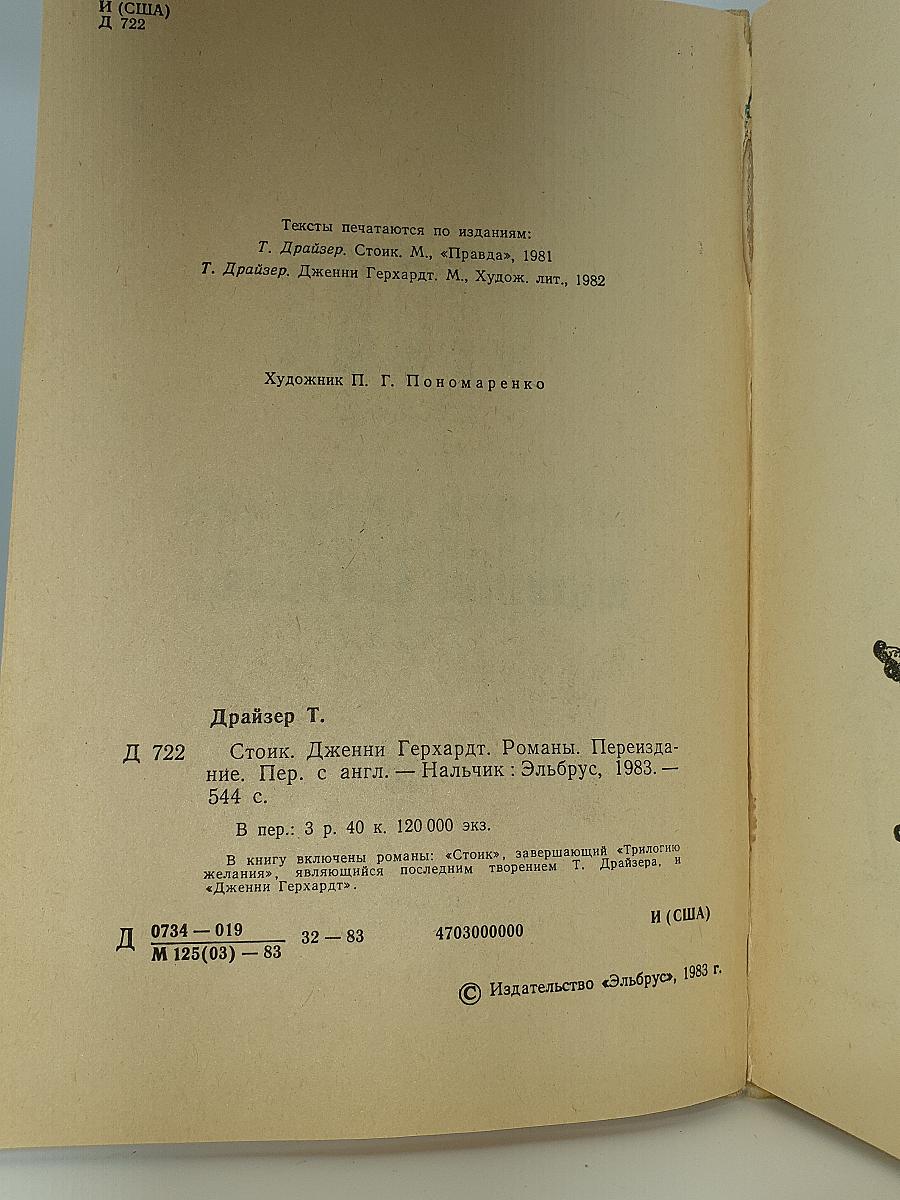 И (США)
Д 722
Тексты печатаются по изданиям:
Т. Драйзер. Стоик. М., «Правда», 1981
Т. Драйзер. Дженни Герхардт. М., Худож. лит., 1982
Художник П. Г. Пономаренко
Драйзер Т.
Д 722 Стоик. Дженни Герхардт. Романы. Переизда-
ние. Пер. с англ. — Нальчик : Эльбрус, 1983. —
544 с.
В пер.: 3 р. 40 к. 120 000 экз.
В книгу включены романы: «Стоик», завершающий «Трилогию
желания», являющийся последним творением Т. Драйзера, и
«Дженни Герхардт».
Д 0734 — 019 32 — 83 4703000000 И (США)
М 125(03) — 83
© Издательство «Эльбрус», 1983 г.